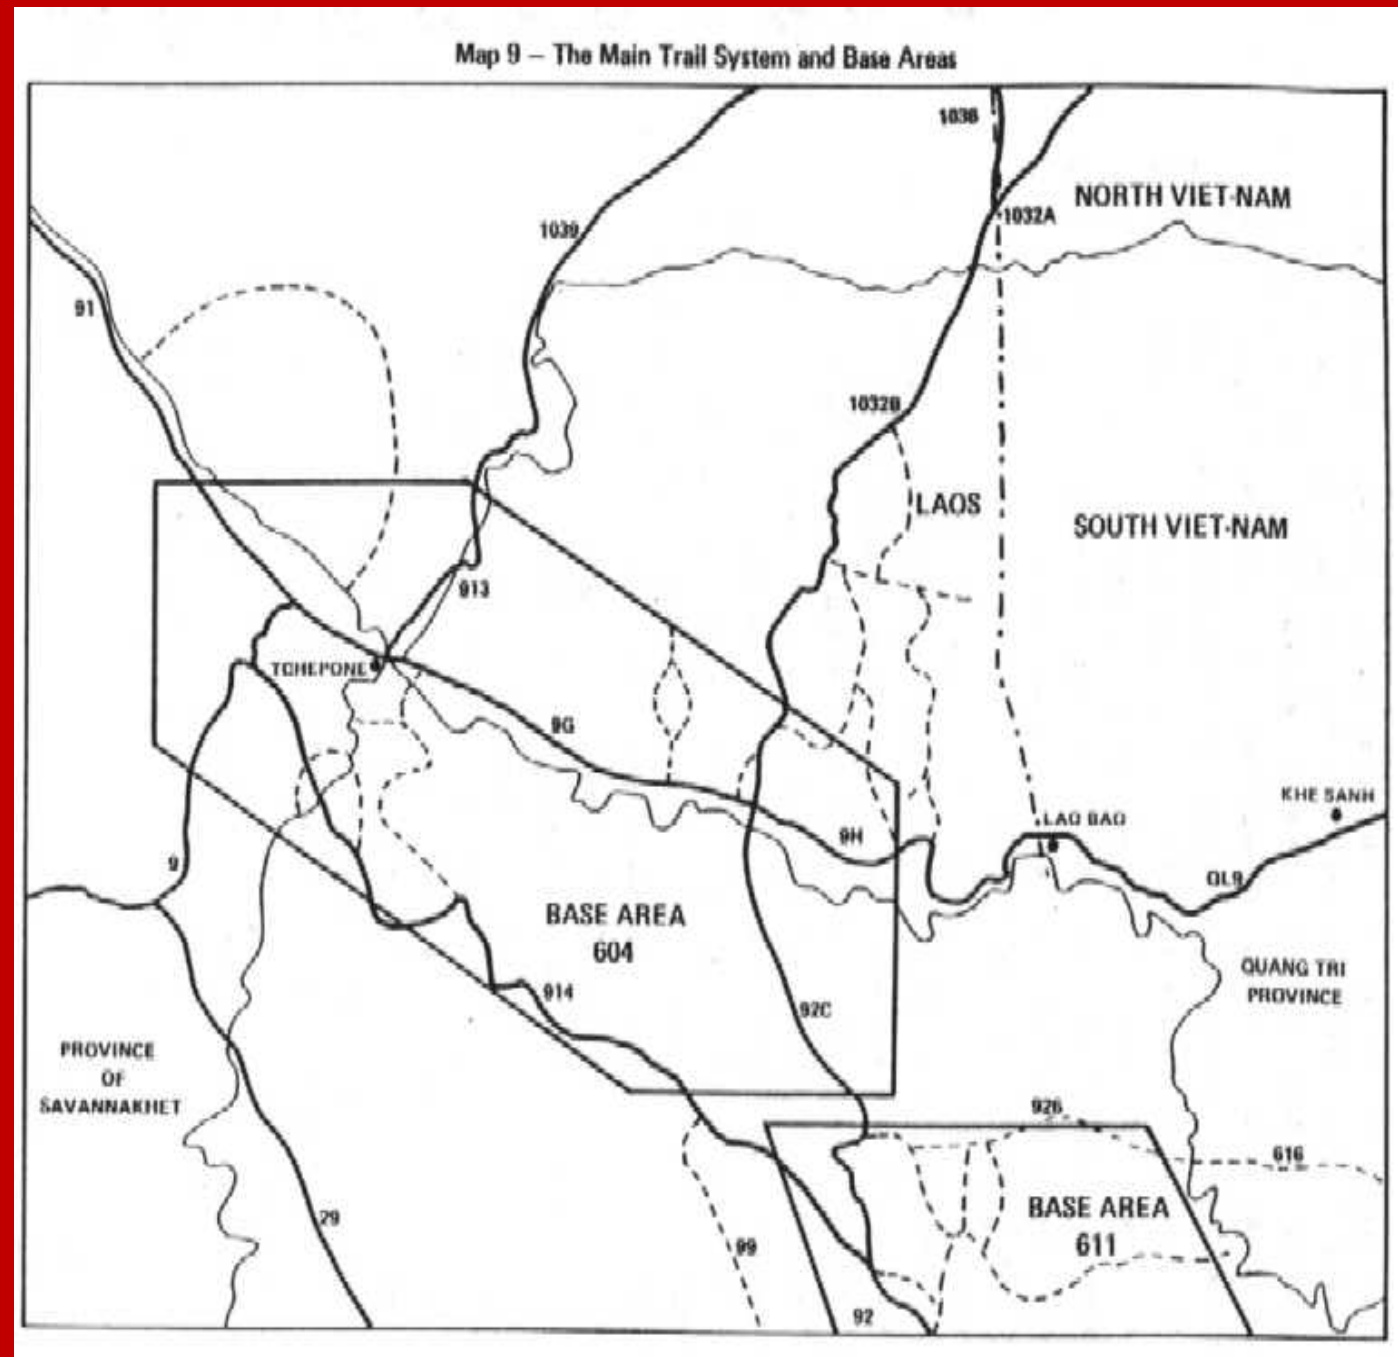 Map 9 – The Main Trail System and Base Areas
1038
NORTH VIET-NAM
1032A
1039
91
1032B
LAOS
SOUTH VIET-NAM
913
TCHEPONE
9G
KHE SANH
LAO BAO
9H
9
QL9
BASE AREA
604
QUANG TRI
PROVINCE
914
92C
PROVINCE
OF
SAVANNAKHET
926
616
BASE AREA
611
29
99
92